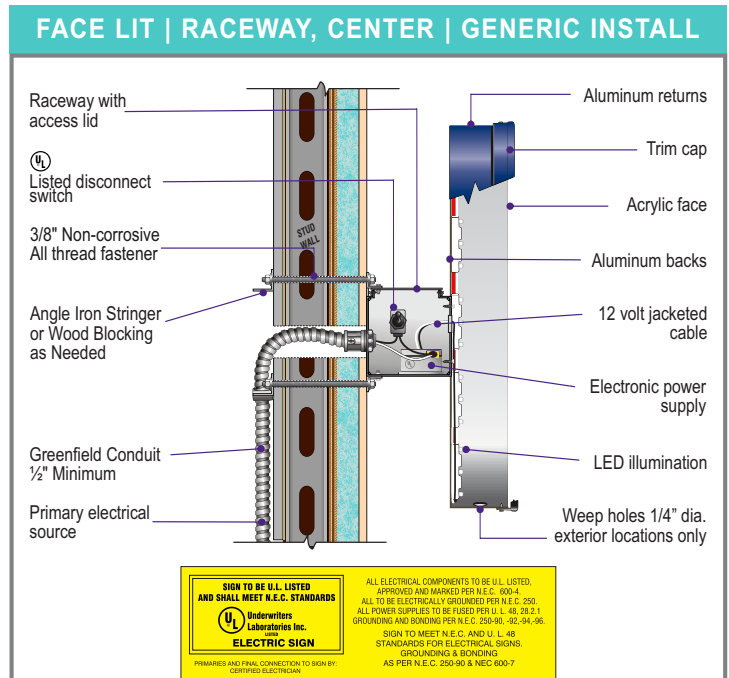 FACE LIT | RACEWAY, CENTER | GENERIC INSTALL
Raceway with
access lid
UL
Listed disconnect
switch
3/8" Non-corrosive
All thread fastener
Angle Iron Stringer
or Wood Blocking
as Needed
Greenfield Conduit
½" Minimum
Primary electrical
source
STUD
WALL
Aluminum returns
Trim cap
Acrylic face
Aluminum backs
12 volt jacketed
cable
Electronic power
supply
LED illumination
Weep holes 1/4” dia.
exterior locations only
SIGN TO BE U.L. LISTED
AND SHALL MEET N.E.C. STANDARDS
UL
Underwriters
Laboratories Inc.
LISTED
ELECTRIC SIGN
PRIMARIES AND FINAL CONNECTION TO SIGN BY:
CERTIFIED ELECTRICIAN
ALL ELECTRICAL COMPONENTS TO BE U.L. LISTED,
APPROVED AND MARKED PER N.E.C. 600-4.
ALL TO BE ELECTRICALLY GROUNDED PER N.E.C. 250.
ALL POWER SUPPLIES TO BE FUSED PER U. L. 48, 28.2.1
GROUNDING AND BONDING PER N.E.C. 250-90, -92,-94,-96.
SIGN TO MEET N.E.C. AND U. L. 48
STANDARDS FOR ELECTRICAL SIGNS.
GROUNDING & BONDING
AS PER N.E.C. 250-90 & NEC 600-7